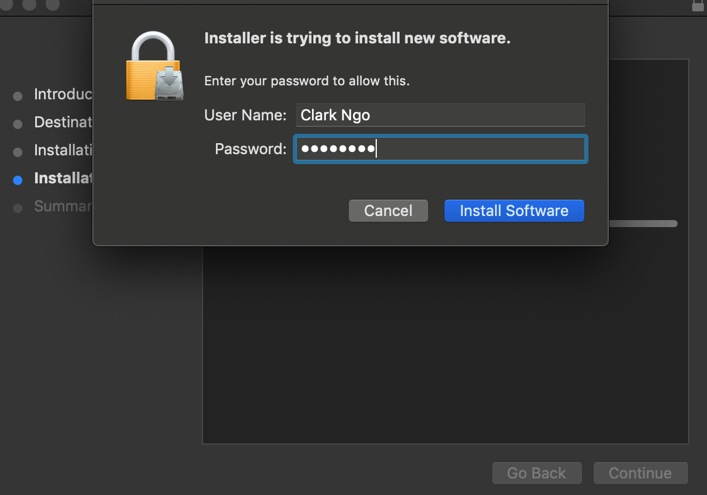 Installer is trying to install new software.
Enter your password to allow this.
User Name: Clark Ngo
Password: ••••••••
Cancel
Install Software
Introduc
Destinat
Installati
Installat
Summar
Go Back
Continue